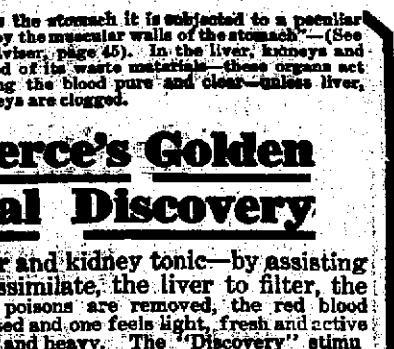 s the stomach it is subjected to a peculiar
by the muscular walls of the stomach"—(See
dviser, page 45). In the liver, kidneys and
d of its waste materials—these organs act
ng the blood pure and clear—unless liver,
eys are clogged.
erce's Golden
al Discovery
r and kidney tonic—by assisting
ssimilate, the liver to filter, the
poisons are removed, the red blood
sed and one feels light, fresh and active
and heavy. The "Discovery" stimu